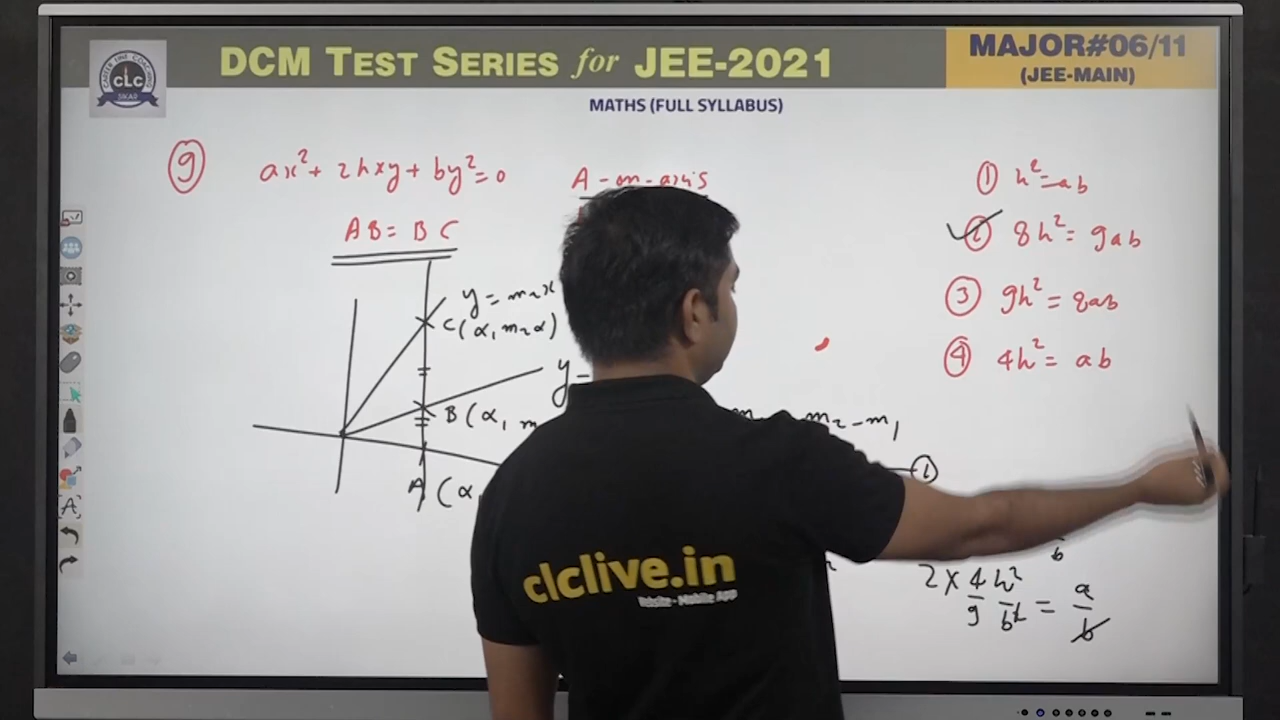 CLC
SIKAR
DCM TEST SERIES for JEE-2021
MAJOR#06/11
(JEE-MAIN)
MATHS (FULL SYLLABUS)
9 ax²+2hxy+by²=0
A-on-axis
AB=BC
y=m₂x
C(α,m₂α)
y=
B(α,m
A(α,
m₂-m₁
① h²=ab
② 8h²=9ab
③ 9h²=8ab
④ 4h²=ab
b
2×4/9 h²/b²=a/b
clclive.in